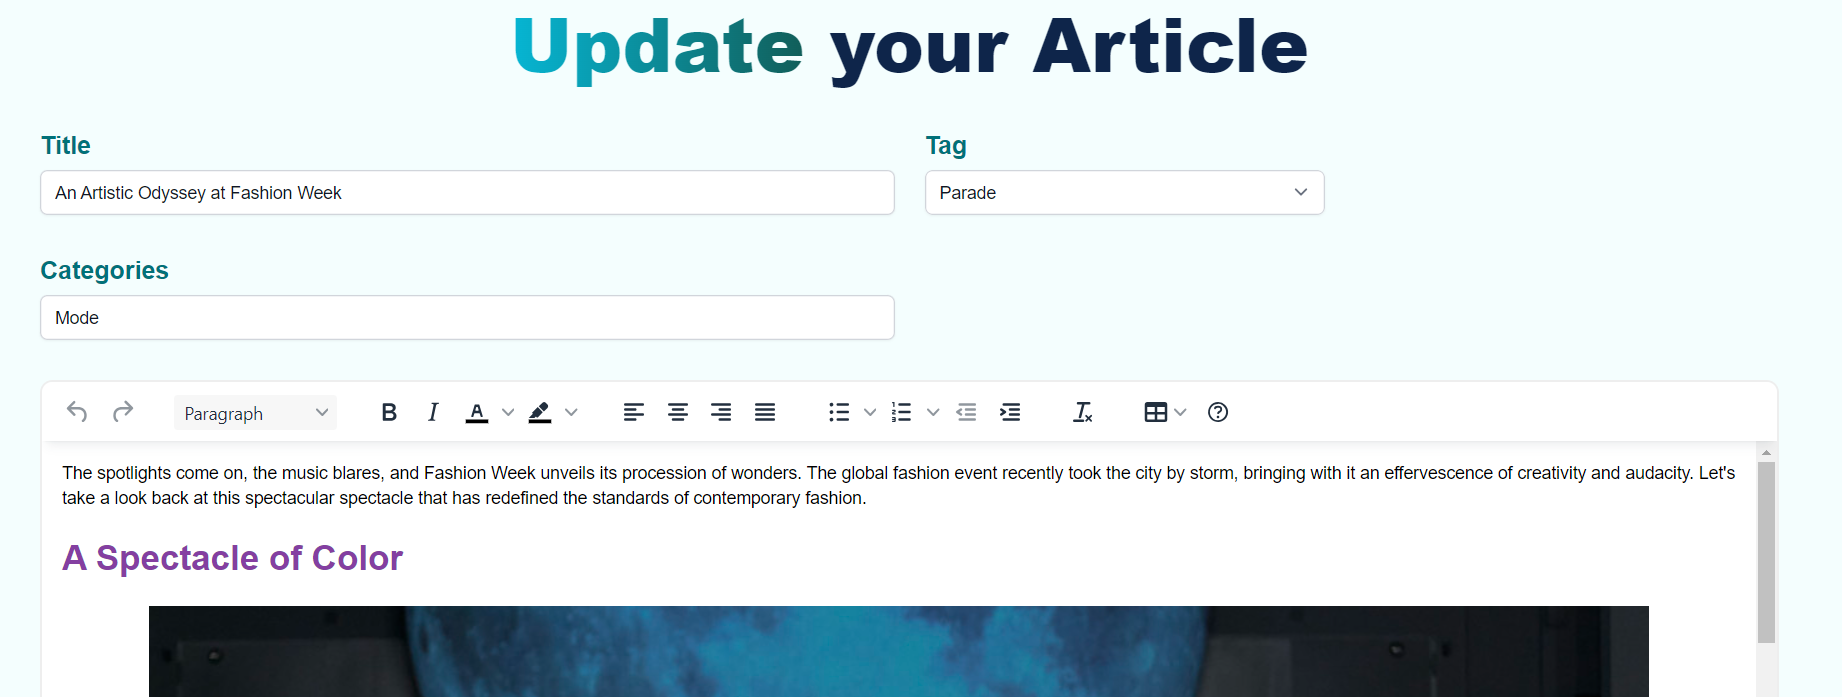 Update your Article
Title
Tag
An Artistic Odyssey at Fashion Week
Parade
Categories
Mode
Paragraph
The spotlights come on, the music blares, and Fashion Week unveils its procession of wonders. The global fashion event recently took the city by storm, bringing with it an effervescence of creativity and audacity. Let's
take a look back at this spectacular spectacle that has redefined the standards of contemporary fashion.
A Spectacle of Color